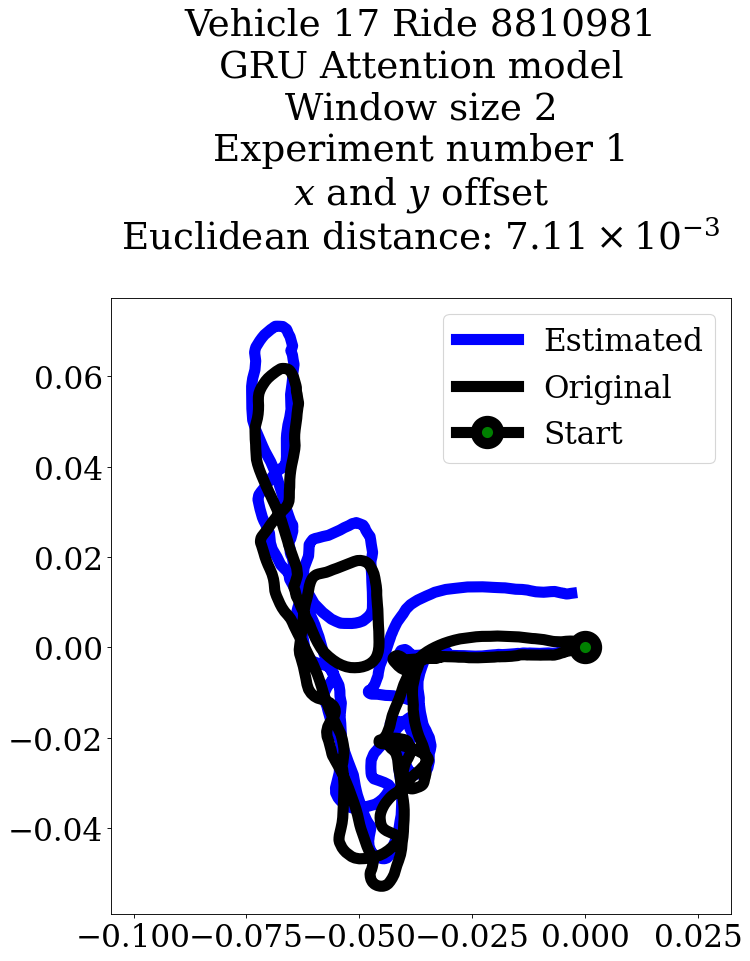 Vehicle 17 Ride 8810981
GRU Attention model
Window size 2
Experiment number 1
x and y offset
Euclidean distance: 7.11 × 10⁻³
Estimated
Original
Start
0.06
0.04
0.02
0.00
−0.02
−0.04
−0.100 −0.075 −0.050 −0.025 0.000 0.025